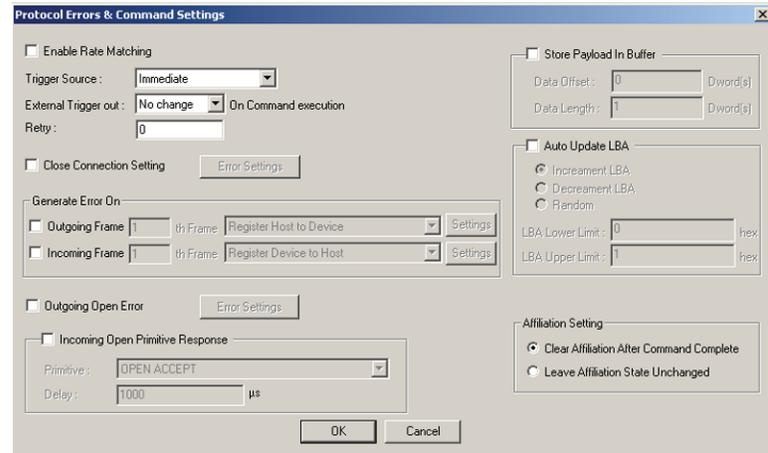 Protocol Errors & Command Settings
Enable Rate Matching
Trigger Source : Immediate
External Trigger out : No change On Command execution
Retry : 0
Close Connection Setting Error Settings
Generate Error On
Outgoing Frame 1 th Frame Register Host to Device Settings
Incoming Frame 1 th Frame Register Device to Host Settings
Outgoing Open Error Error Settings
Incoming Open Primitive Response
Primitive : OPEN ACCEPT
Delay : 1000 µs
Store Payload In Buffer
Data Offset : 0 Dword(s)
Data Length : 1 Dword(s)
Auto Update LBA
Increament LBA
Decreament LBA
Random
LBA Lower Limit : 0 hex
LBA Upper Limit : 1 hex
Affiliation Setting
Clear Affiliation After Command Complete
Leave Affiliation State Unchanged
OK Cancel